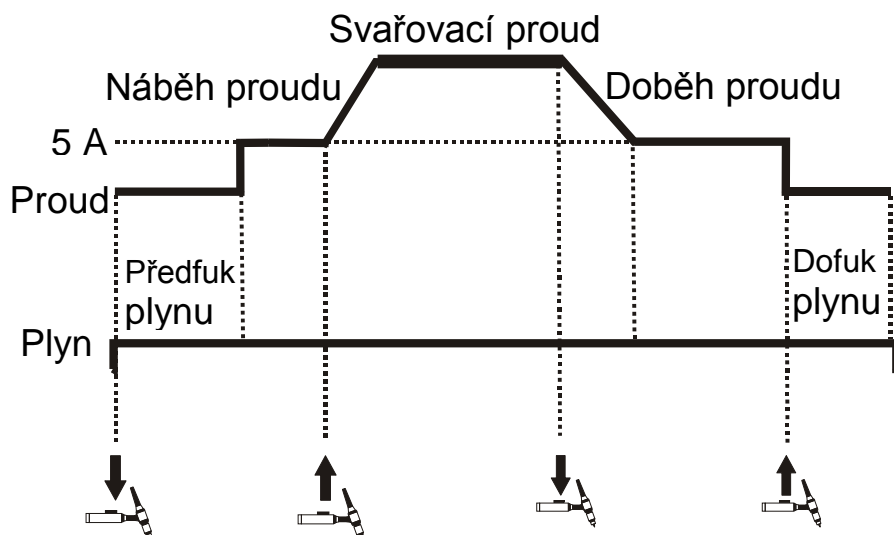 Svařovací proud
Náběh proudu
Doběh proudu
5 A
Proud
Předfuk
plynu
Dofuk
plynu
Plyn